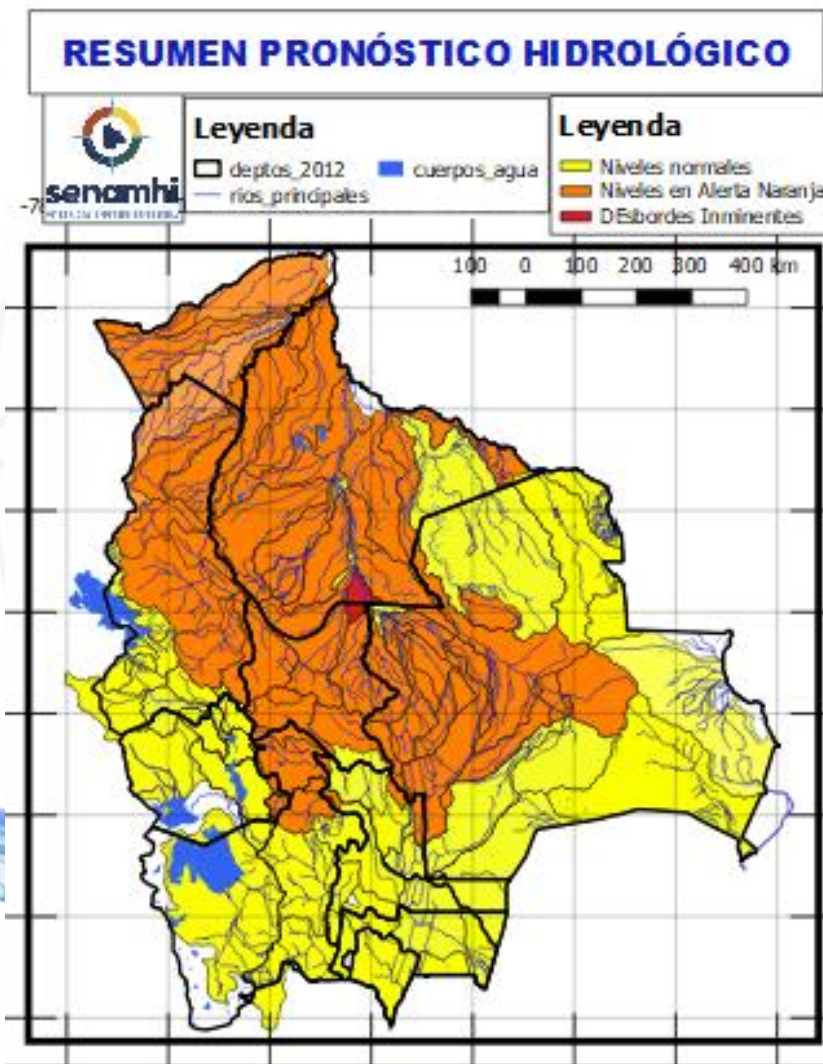 RESUMEN PRONÓSTICO HIDROLÓGICO
senamhi
Leyenda
deptos_2012
cuerpos_agua
rios_principales
Leyenda
Niveles normales
Niveles en Alerta Naranja
DEsbordes Inminentes
100 0 100 200 300 400 km